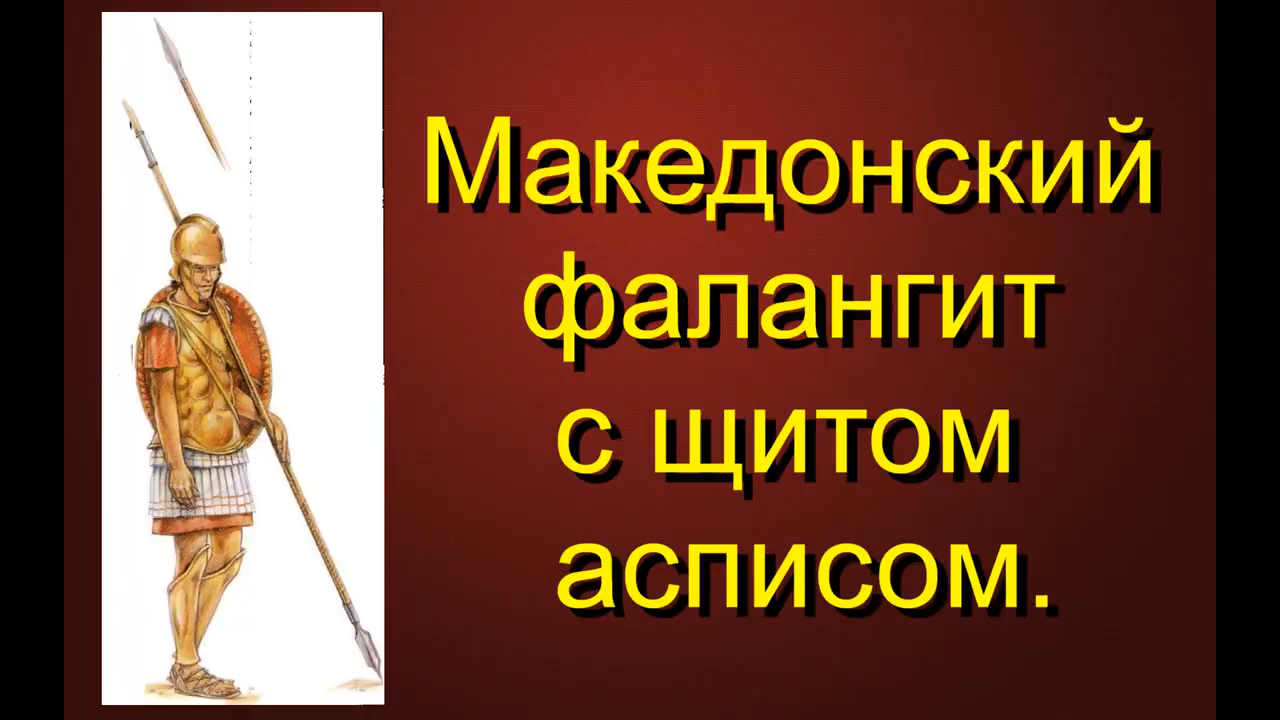 Македонский
фалангит
с щитом
асписом.